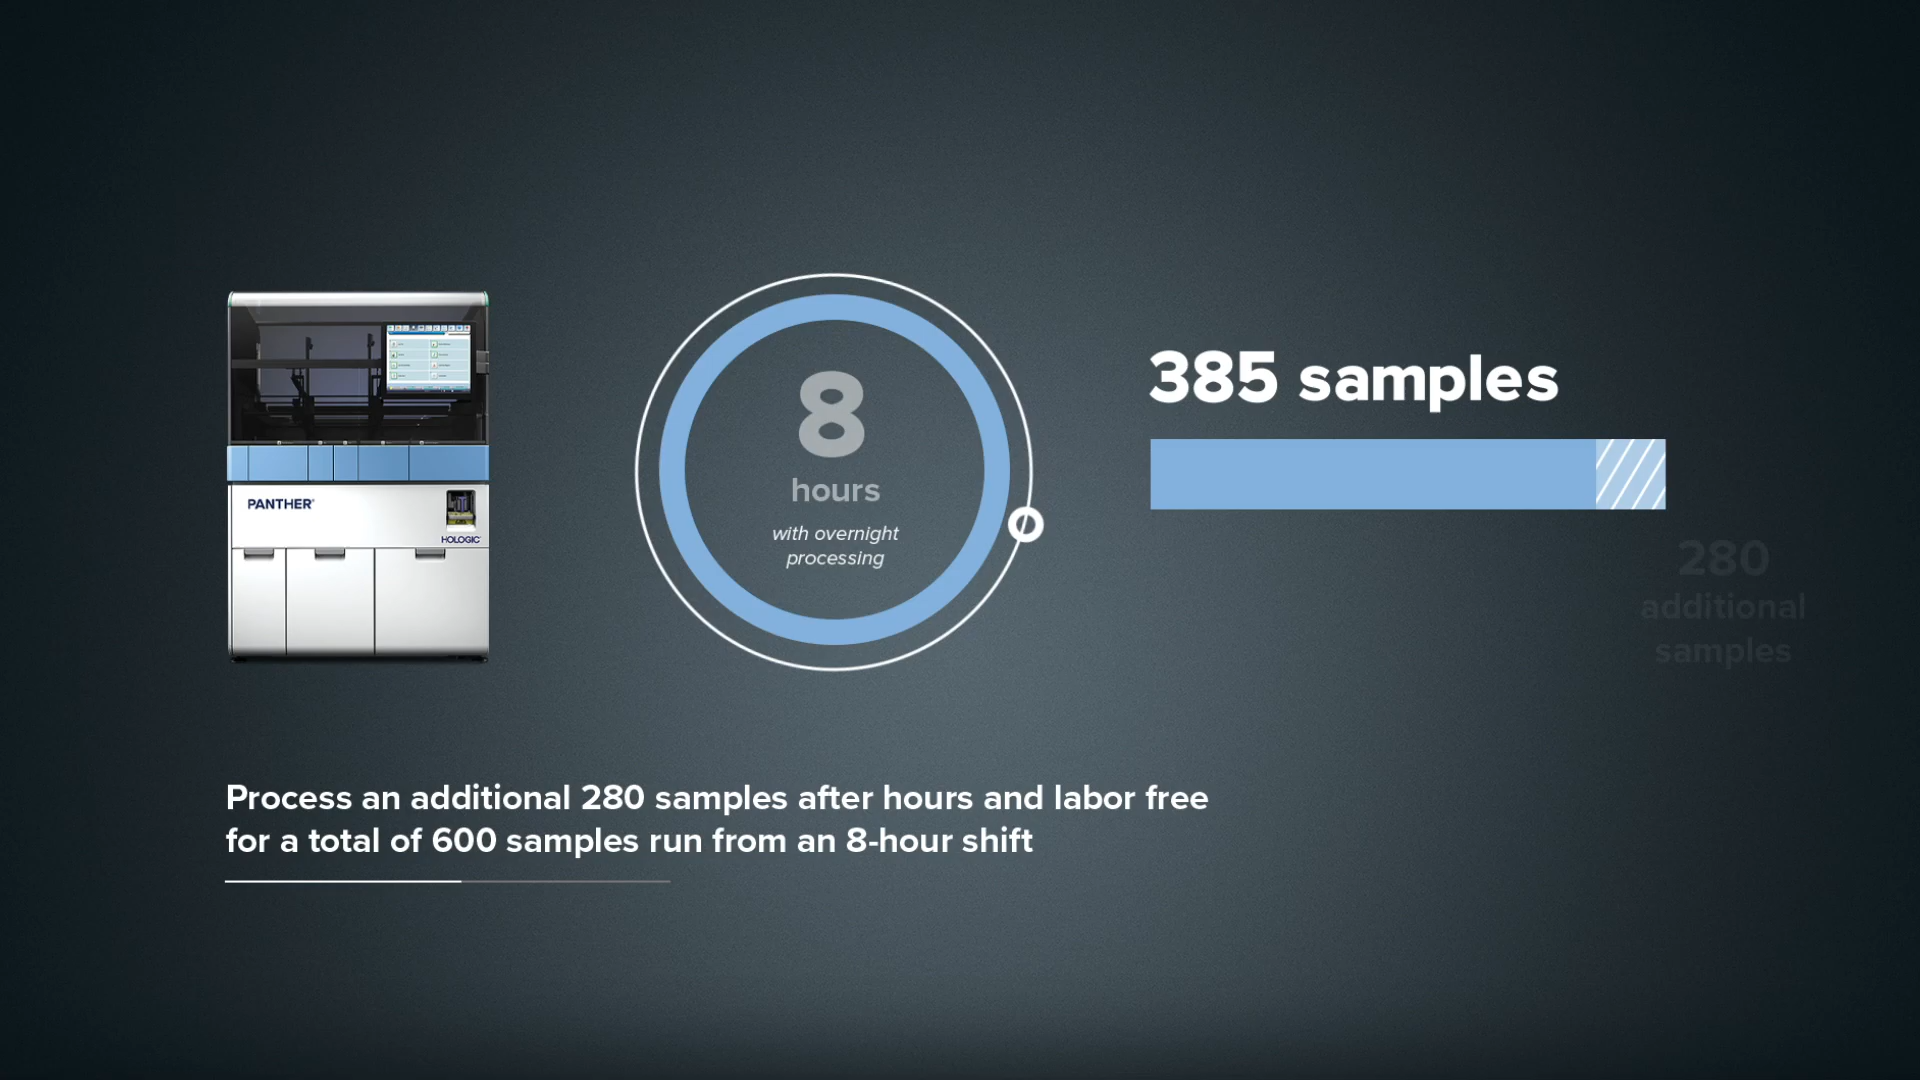 PANTHER®
HOLOGIC®
8
hours
with overnight
processing
385 samples
280
additional
samples
Process an additional 280 samples after hours and labor free
for a total of 600 samples run from an 8-hour shift